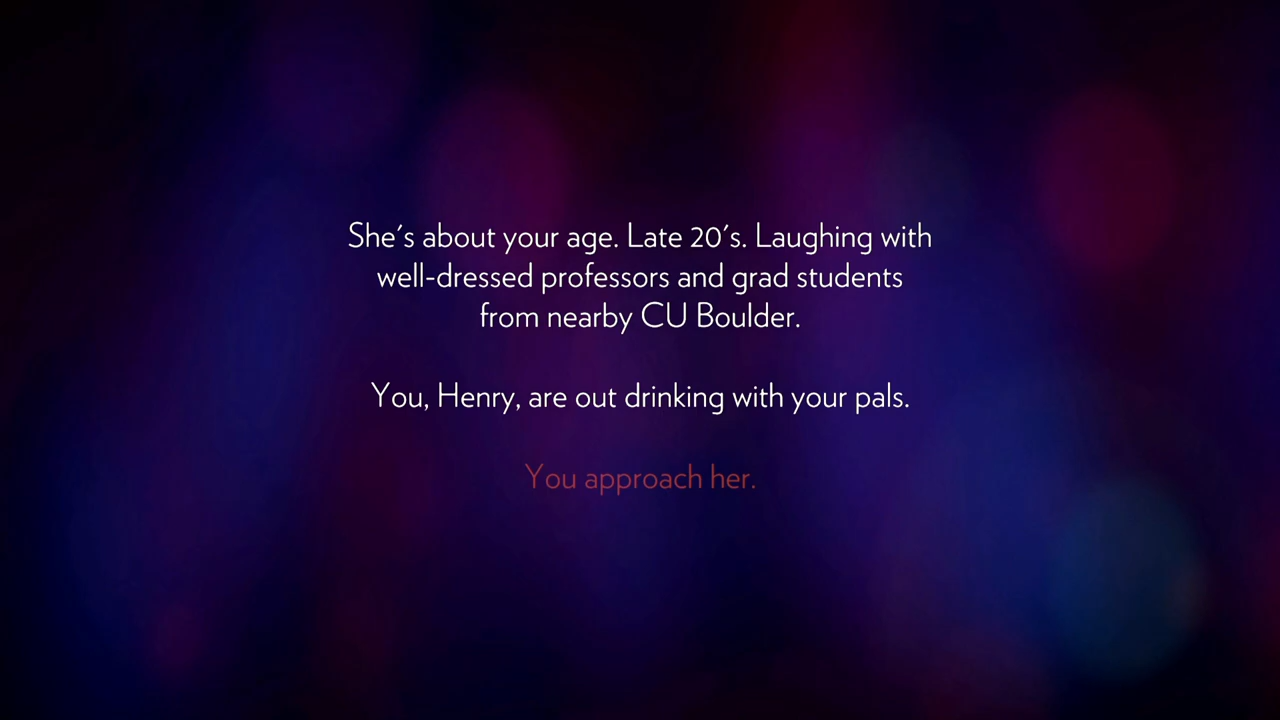 She's about your age. Late 20's. Laughing with
well-dressed professors and grad students
from nearby CU Boulder.
You, Henry, are out drinking with your pals.
You approach her.